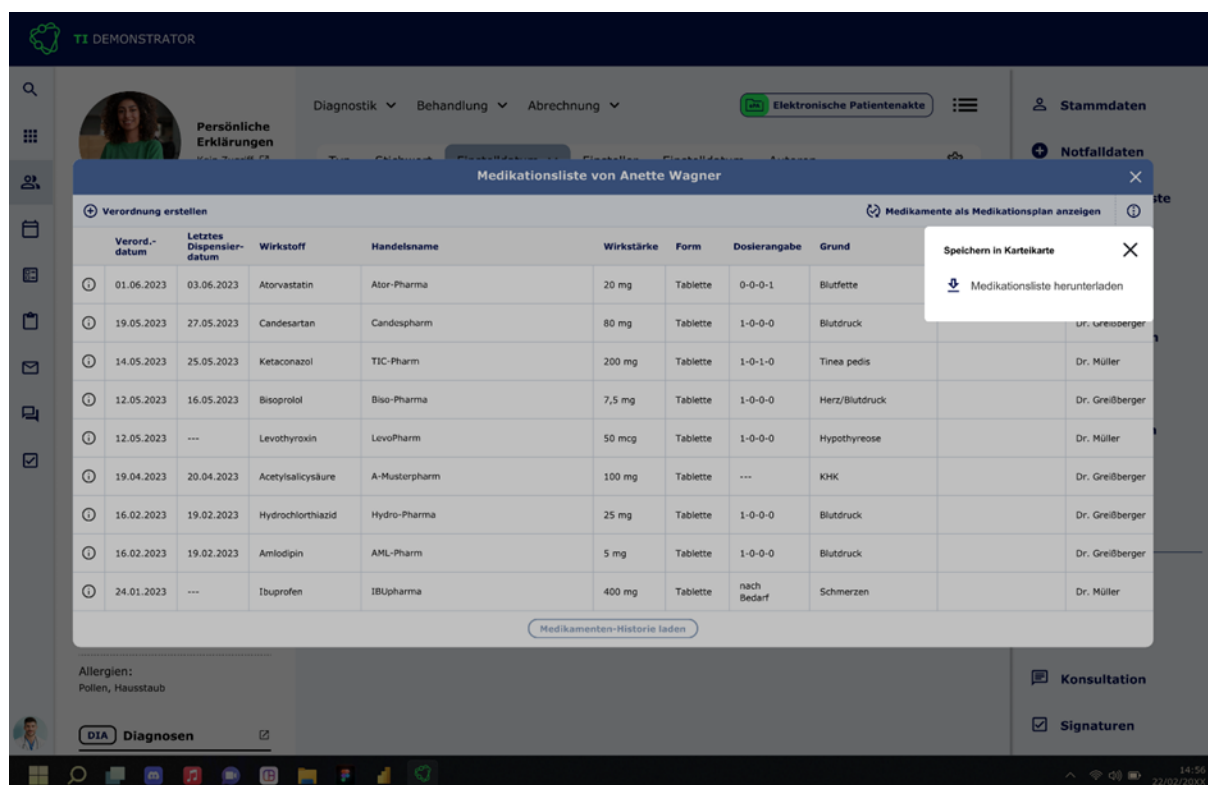 TI DEMONSTRATOR
Diagnostik Behandlung Abrechnung
Elektronische Patientenakte
Stammdaten
Persönliche
Erklärungen
Notfalldaten
Medikationsliste von Anette Wagner
Verordnung erstellen
Medikamente als Medikationsplan anzeigen
Verord.-datum Letztes Dispensier-datum Wirkstoff Handelsname Wirkstärke Form Dosierangabe Grund
Speichern in Karteikarte
Medikationsliste herunterladen
01.06.2023 03.06.2023 Atorvastatin Ator-Pharma 20 mg Tablette 0-0-0-1 Blutfette
19.05.2023 27.05.2023 Candesartan Candespharm 80 mg Tablette 1-0-0-0 Blutdruck Dr. Greißberger
14.05.2023 25.05.2023 Ketaconazol TIC-Pharm 200 mg Tablette 1-0-1-0 Tinea pedis Dr. Müller
12.05.2023 16.05.2023 Bisoprolol Biso-Pharma 7,5 mg Tablette 1-0-0-0 Herz/Blutdruck Dr. Greißberger
12.05.2023 --- Levothyroxin LevoPharm 50 mcg Tablette 1-0-0-0 Hypothyreose Dr. Müller
19.04.2023 20.04.2023 Acetylsalicysäure A-Musterpharm 100 mg Tablette --- KHK Dr. Greißberger
16.02.2023 19.02.2023 Hydrochlorthiazid Hydro-Pharma 25 mg Tablette 1-0-0-0 Blutdruck Dr. Greißberger
16.02.2023 19.02.2023 Amlodipin AML-Pharm 5 mg Tablette 1-0-0-0 Blutdruck Dr. Greißberger
24.01.2023 --- Ibuprofen IBUpharma 400 mg Tablette nach Bedarf Schmerzen Dr. Müller
Medikamenten-Historie laden
Allergien:
Pollen, Hausstaub
Konsultation
DIA Diagnosen
Signaturen
14:56
22/02/20XX